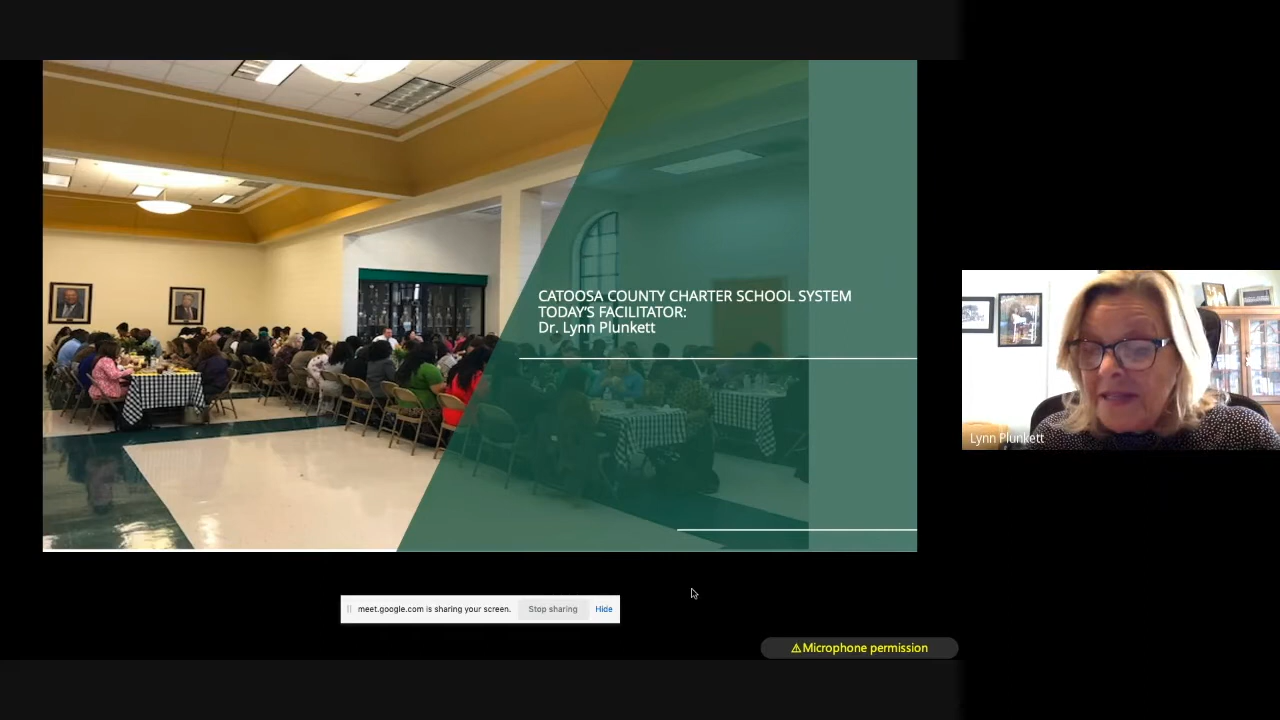 CATOOSA COUNTY CHARTER SCHOOL SYSTEM
TODAY'S FACILITATOR:
Dr. Lynn Plunkett
Lynn Plunkett
meet.google.com is sharing your screen. Stop sharing Hide
⚠Microphone permission